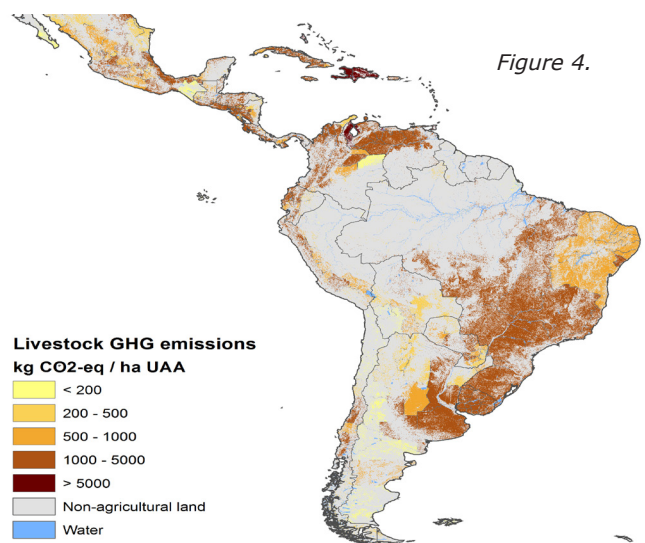 Figure 4.
Livestock GHG emissions
kg CO2-eq / ha UAA
< 200
200 - 500
500 - 1000
1000 - 5000
> 5000
Non-agricultural land
Water